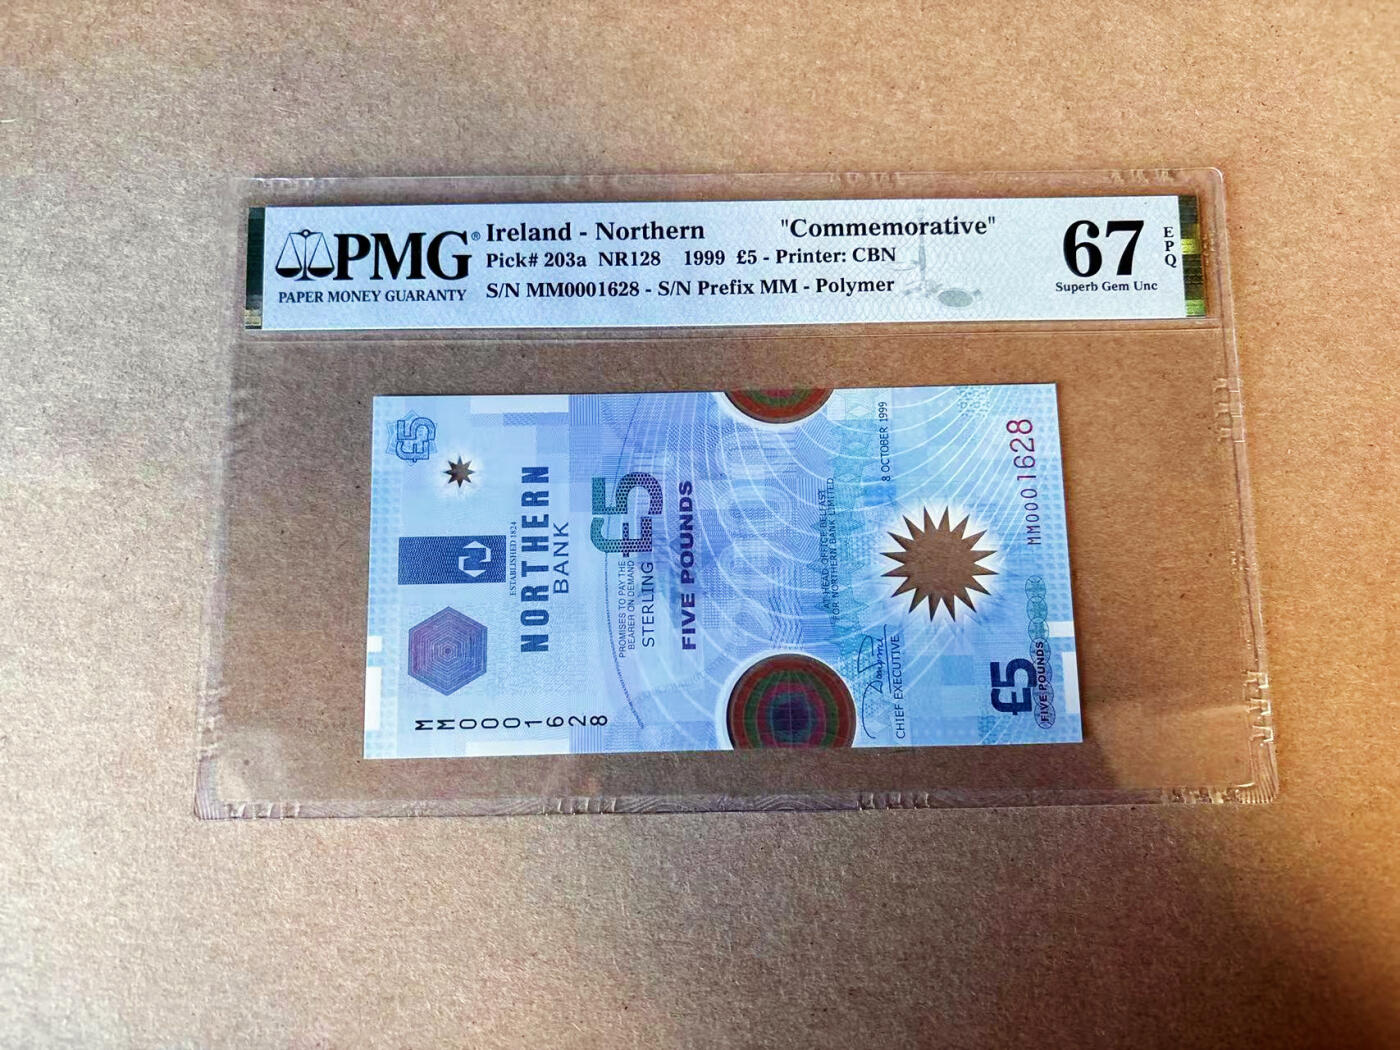 PMG®
PAPER MONEY GUARANTY
Ireland - Northern "Commemorative"
Pick# 203a NR128 1999 £5 - Printer: CBN
S/N MM0001628 - S/N Prefix MM - Polymer
67
EPQ
Superb Gem Unc
£5
ESTABLISHED 1824
NORTHERN
BANK
MM0001628
£5
PROMISES TO PAY THE
BEARER ON DEMAND
STERLING
FIVE POUNDS
AT HEAD OFFICE BELFAST
FOR NORTHERN BANK LIMITED
8 OCTOBER 1999
CHIEF EXECUTIVE
MM0001628
£5
FIVE POUNDS